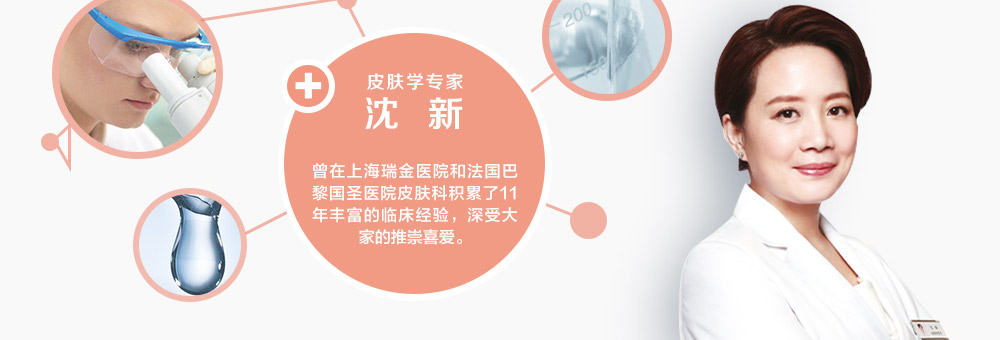 200
皮肤学专家
沈 新
曾在上海瑞金医院和法国巴
黎国圣医院皮肤科积累了11
年丰富的临床经验，深受大
家的推崇喜爱。